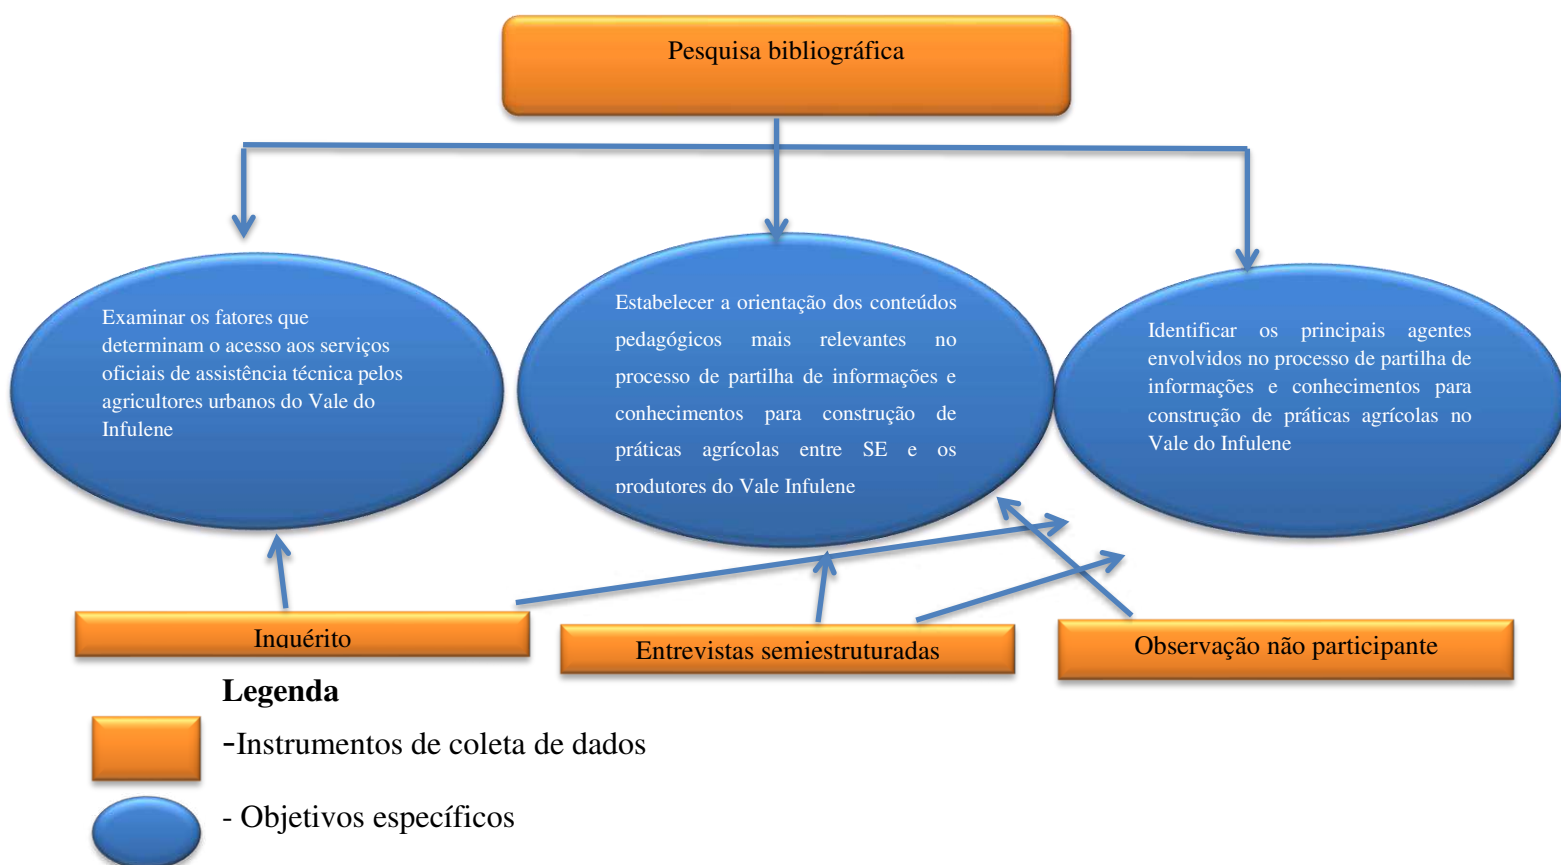 Pesquisa bibliográfica
Examinar os fatores que
determinam o acesso aos serviços
oficiais de assistência técnica pelos
agricultores urbanos do Vale do
Infulene
Estabelecer a orientação dos conteúdos
pedagógicos mais relevantes no
processo de partilha de informações e
conhecimentos para construção de
práticas agrícolas entre SE e os
produtores do Vale Infulene
Identificar os principais agentes
envolvidos no processo de partilha de
informações e conhecimentos para
construção de práticas agrícolas no
Vale do Infulene
Inquérito
Entrevistas semiestruturadas
Observação não participante
Legenda
-Instrumentos de coleta de dados
- Objetivos específicos